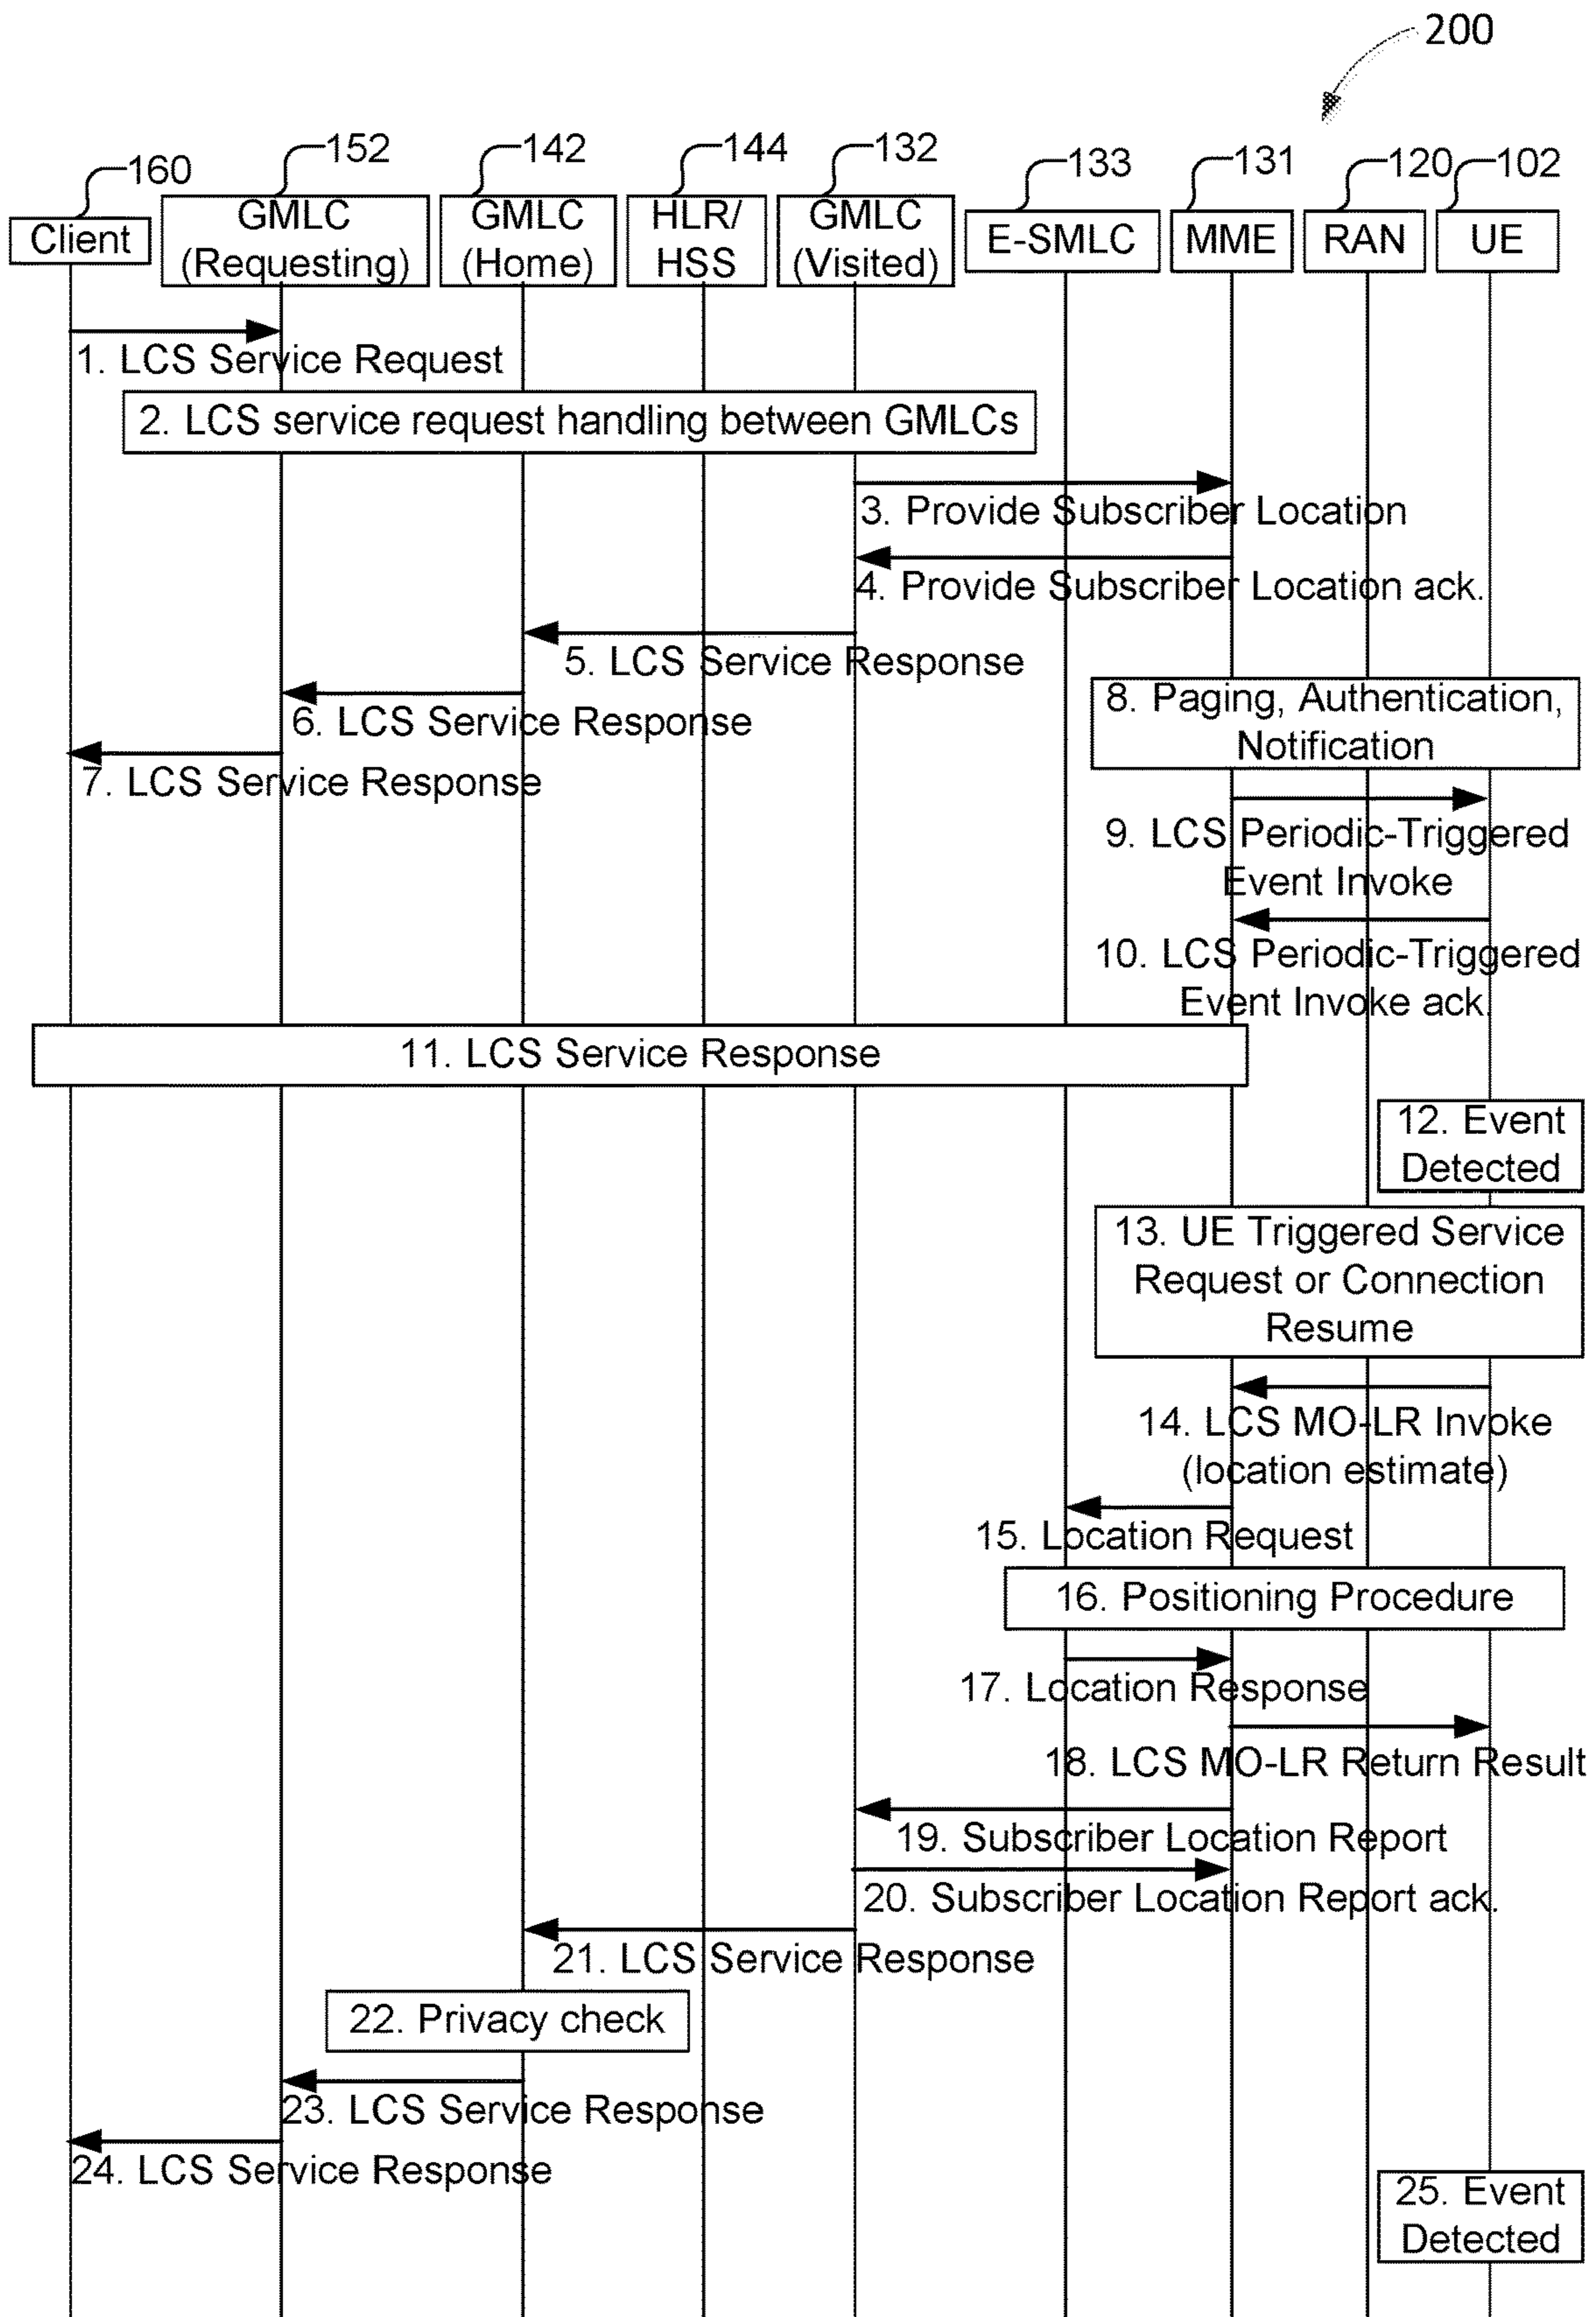 200
160
152
142
144
132
133
131
120
102
Client
GMLC
(Requesting)
GMLC
(Home)
HLR/
HSS
GMLC
(Visited)
E-SMLC
MME
RAN
UE
1. LCS Service Request
2. LCS service request handling between GMLCs
3. Provide Subscriber Location
4. Provide Subscriber Location ack.
5. LCS Service Response
6. LCS Service Response
7. LCS Service Response
8. Paging, Authentication,
Notification
9. LCS Periodic-Triggered
Event Invoke
10. LCS Periodic-Triggered
Event Invoke ack.
11. LCS Service Response
12. Event
Detected
13. UE Triggered Service
Request or Connection
Resume
14. LCS MO-LR Invoke
(location estimate)
15. Location Request
16. Positioning Procedure
17. Location Response
18. LCS MO-LR Return Result
19. Subscriber Location Report
20. Subscriber Location Report ack.
21. LCS Service Response
22. Privacy check
23. LCS Service Response
24. LCS Service Response
25. Event
Detected